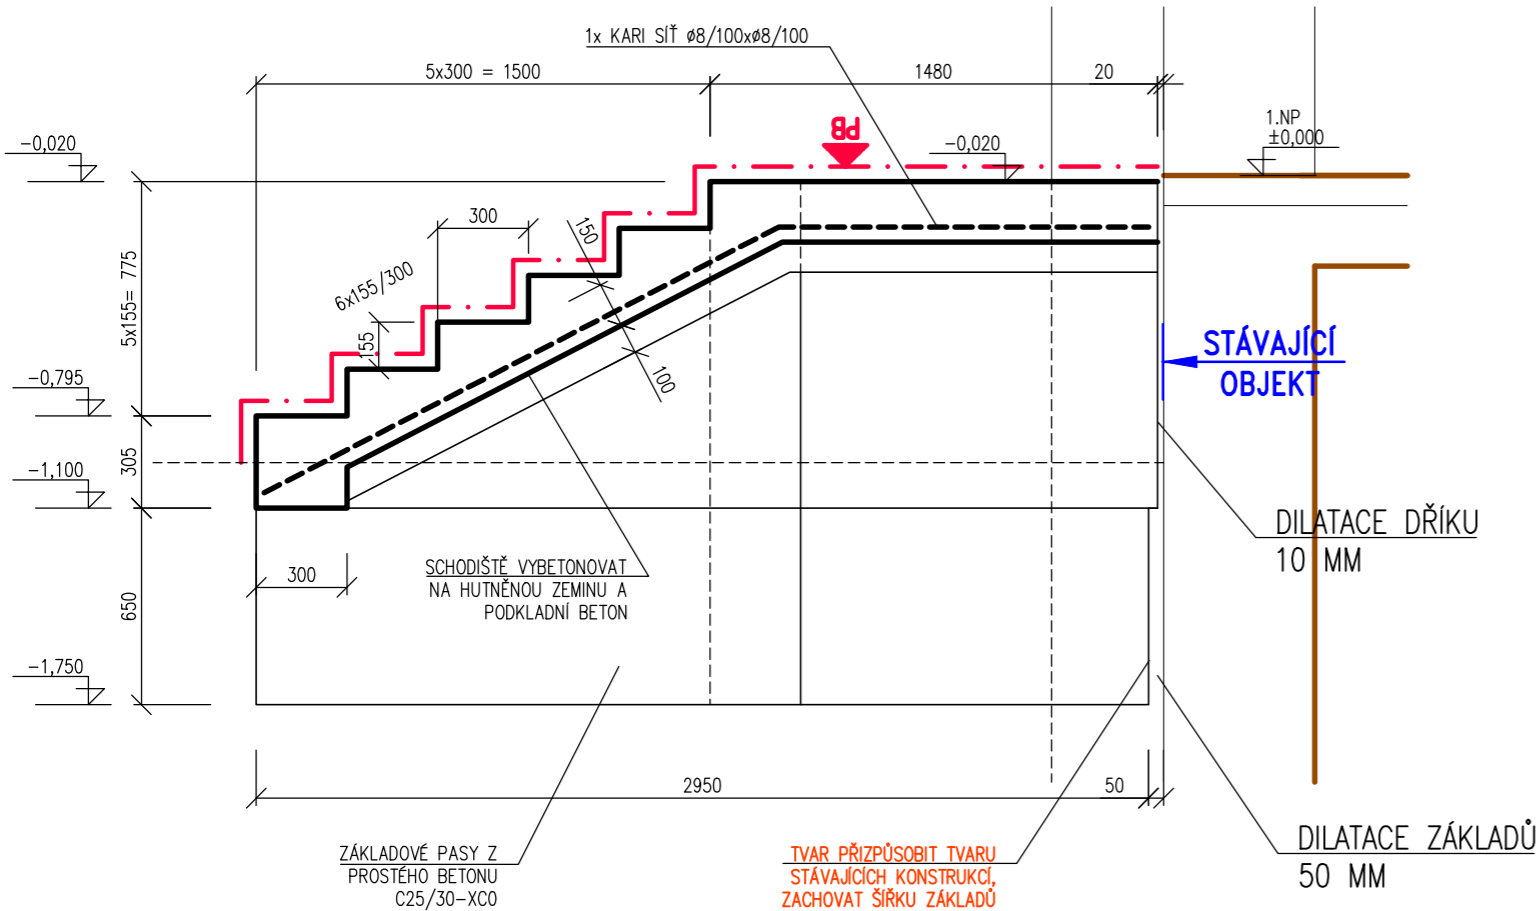 1x KARI SÍŤ ø8/100xø8/100
5x300 = 1500
1480
20
PB
-0,020
-0,020
1.NP
±0,000
300
150
6x155/300
155
5x155= 775
100
STÁVAJÍCÍ
OBJEKT
-0,795
305
-1,100
DILATACE DŘÍKU
10 MM
300
SCHODIŠTĚ VYBETONOVAT
NA HUTNĚNOU ZEMINU A
PODKLADNÍ BETON
650
-1,750
2950
50
ZÁKLADOVÉ PASY Z
PROSTÉHO BETONU
C25/30-XC0
TVAR PŘIZPŮSOBIT TVARU
STÁVAJÍCÍCH KONSTRUKCÍ,
ZACHOVAT ŠÍŘKU ZÁKLADŮ
DILATACE ZÁKLADŮ
50 MM